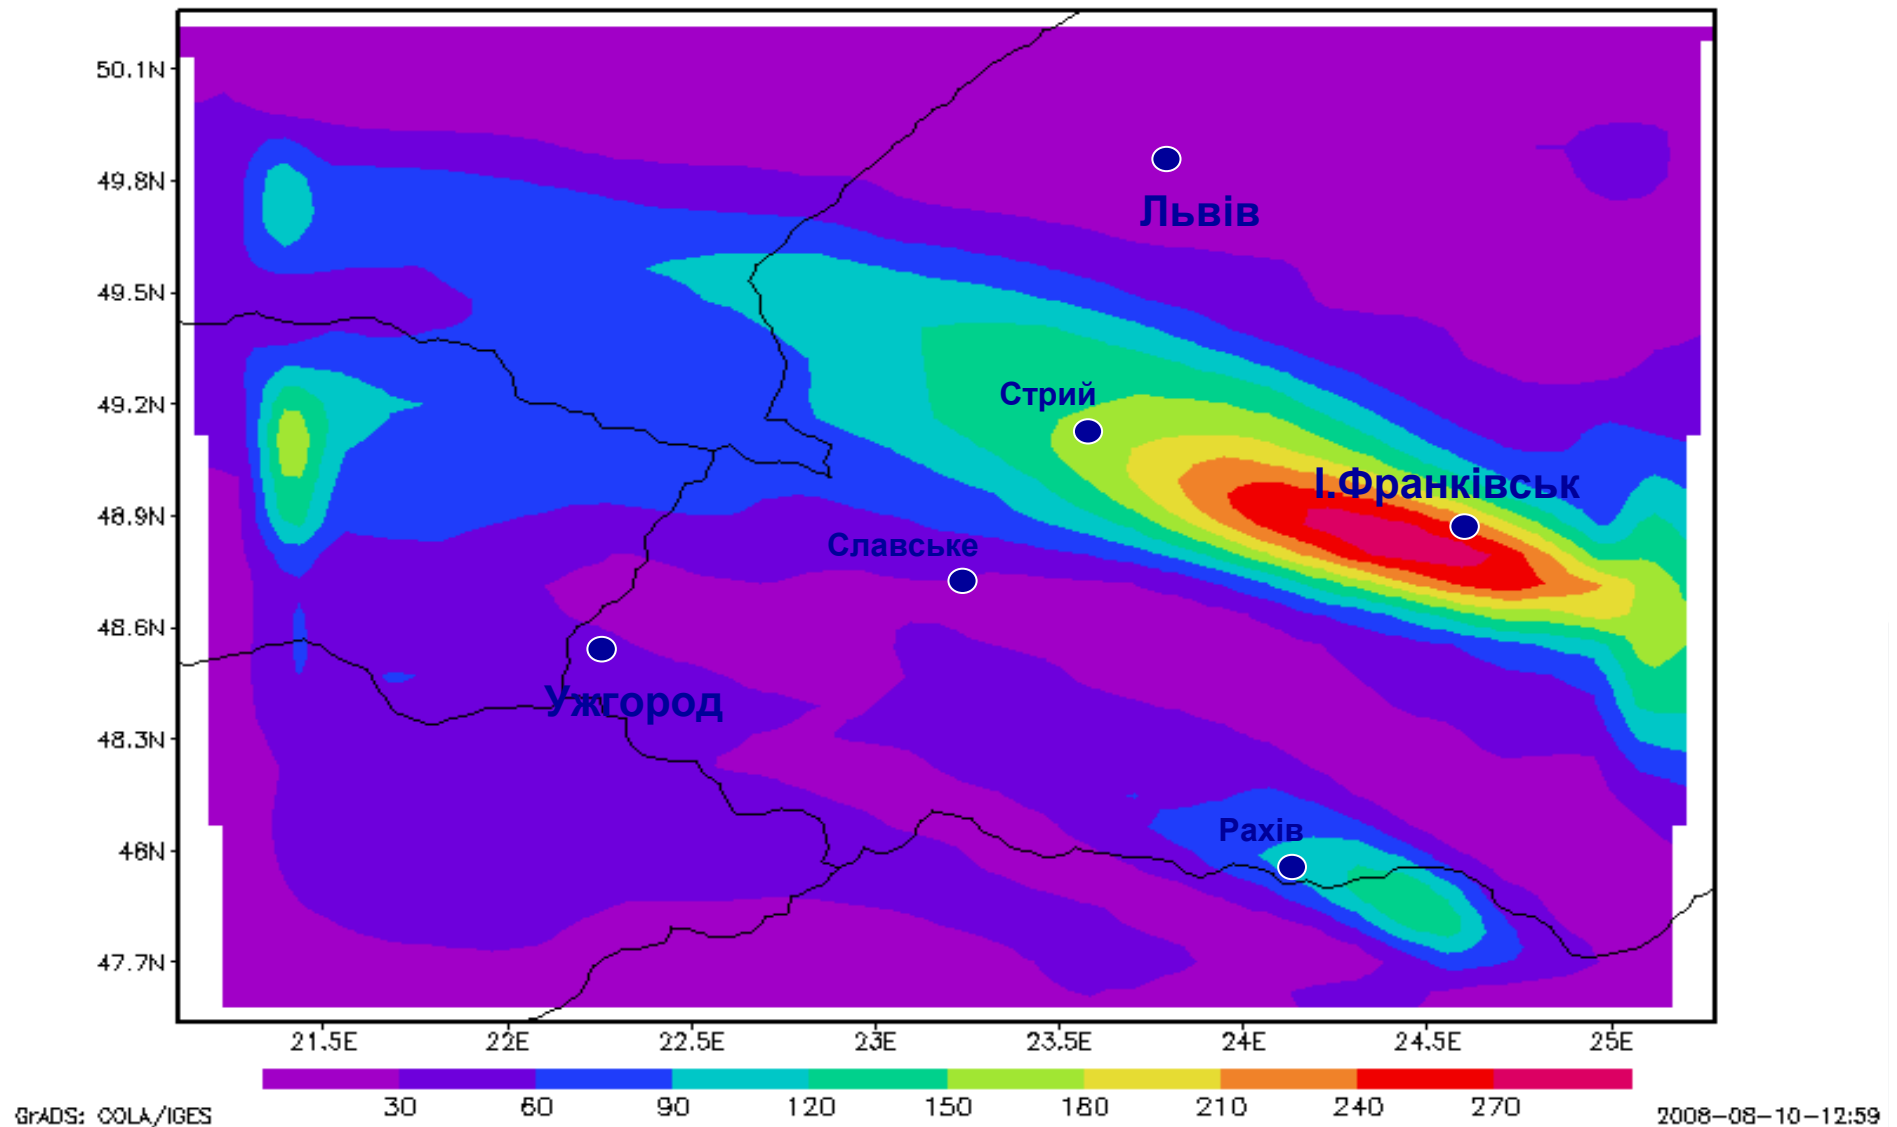 50.1N
49.8N
Львів
49.5N
49.2N
Стрий
І.Франківськ
48.9N
Славське
48.6N
Ужгород
48.3N
Рахів
48N
47.7N
21.5E 22E 22.5E 23E 23.5E 24E 24.5E 25E
30 60 90 120 150 180 210 240 270
GrADS: COLA/IGES
2008-08-10-12:59